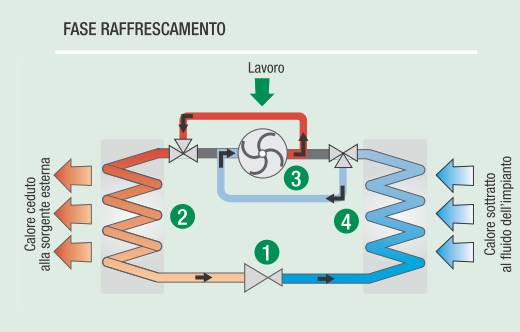 FASE RAFFRESCAMENTO
Lavoro
Calore ceduto
alla sorgente esterna
2
3
1
4
Calore sottratto
al fluido dell'impianto